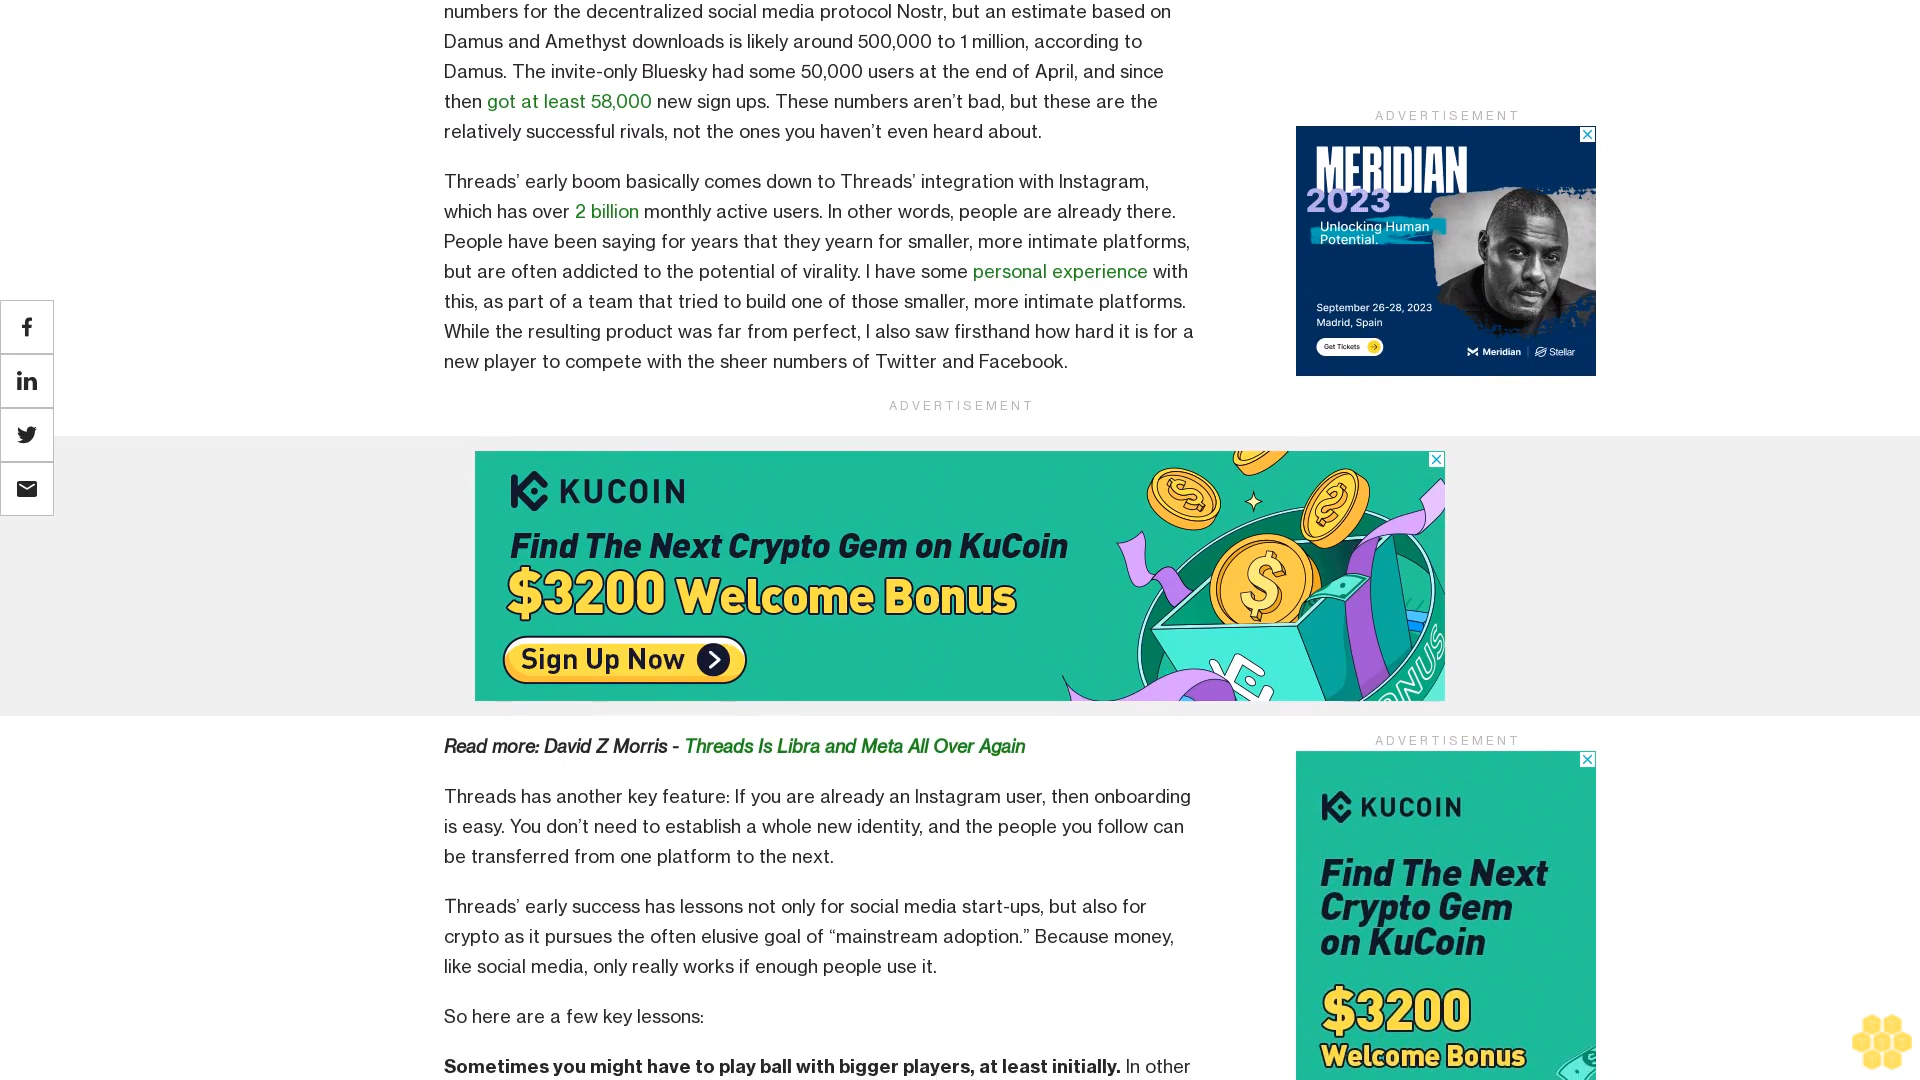 numbers for the decentralized social media protocol Nostr, but an estimate based on
Damus and Amethyst downloads is likely around 500,000 to 1 million, according to
Damus. The invite-only Bluesky had some 50,000 users at the end of April, and since
then got at least 58,000 new sign ups. These numbers aren’t bad, but these are the
relatively successful rivals, not the ones you haven’t even heard about.
Threads’ early boom basically comes down to Threads’ integration with Instagram,
which has over 2 billion monthly active users. In other words, people are already there.
People have been saying for years that they yearn for smaller, more intimate platforms,
but are often addicted to the potential of virality. I have some personal experience with
this, as part of a team that tried to build one of those smaller, more intimate platforms.
While the resulting product was far from perfect, I also saw firsthand how hard it is for a
new player to compete with the sheer numbers of Twitter and Facebook.
ADVERTISEMENT
MERIDIAN
2023
Unlocking Human
Potential.
September 26-28, 2023
Madrid, Spain
Get Tickets
Meridian | Stellar
ADVERTISEMENT
KUCOIN
Find The Next Crypto Gem on KuCoin
$3200 Welcome Bonus
Sign Up Now
BONUS
Read more: David Z Morris - Threads Is Libra and Meta All Over Again
Threads has another key feature: If you are already an Instagram user, then onboarding
is easy. You don’t need to establish a whole new identity, and the people you follow can
be transferred from one platform to the next.
Threads’ early success has lessons not only for social media start-ups, but also for
crypto as it pursues the often elusive goal of “mainstream adoption.” Because money,
like social media, only really works if enough people use it.
So here are a few key lessons:
Sometimes you might have to play ball with bigger players, at least initially. In other
ADVERTISEMENT
KUCOIN
Find The Next
Crypto Gem
on KuCoin
$3200
Welcome Bonus